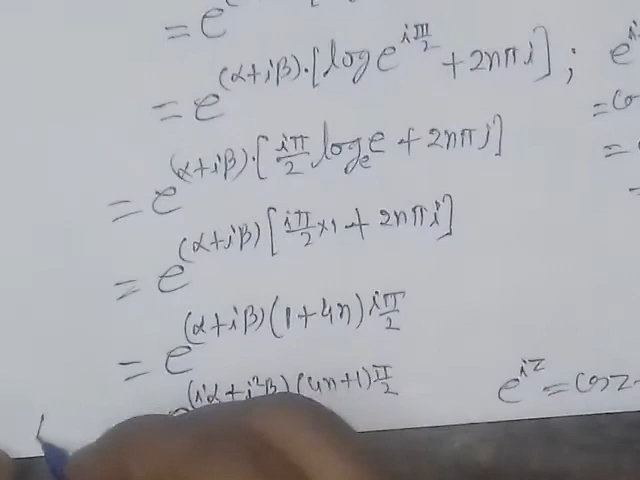 = e
= e^{(α+iβ)·[log e^{iπ/2} + 2nπi]} ;
= e^{(α+iβ)·[iπ/2 log_e e + 2nπi]}
= e^{(α+iβ)[iπ/2 ×1 + 2nπi]}
= e^{(α+iβ)(1+4n) iπ/2}
(iα+i²β)(4n+1)π/2
e^{iz} = cos z